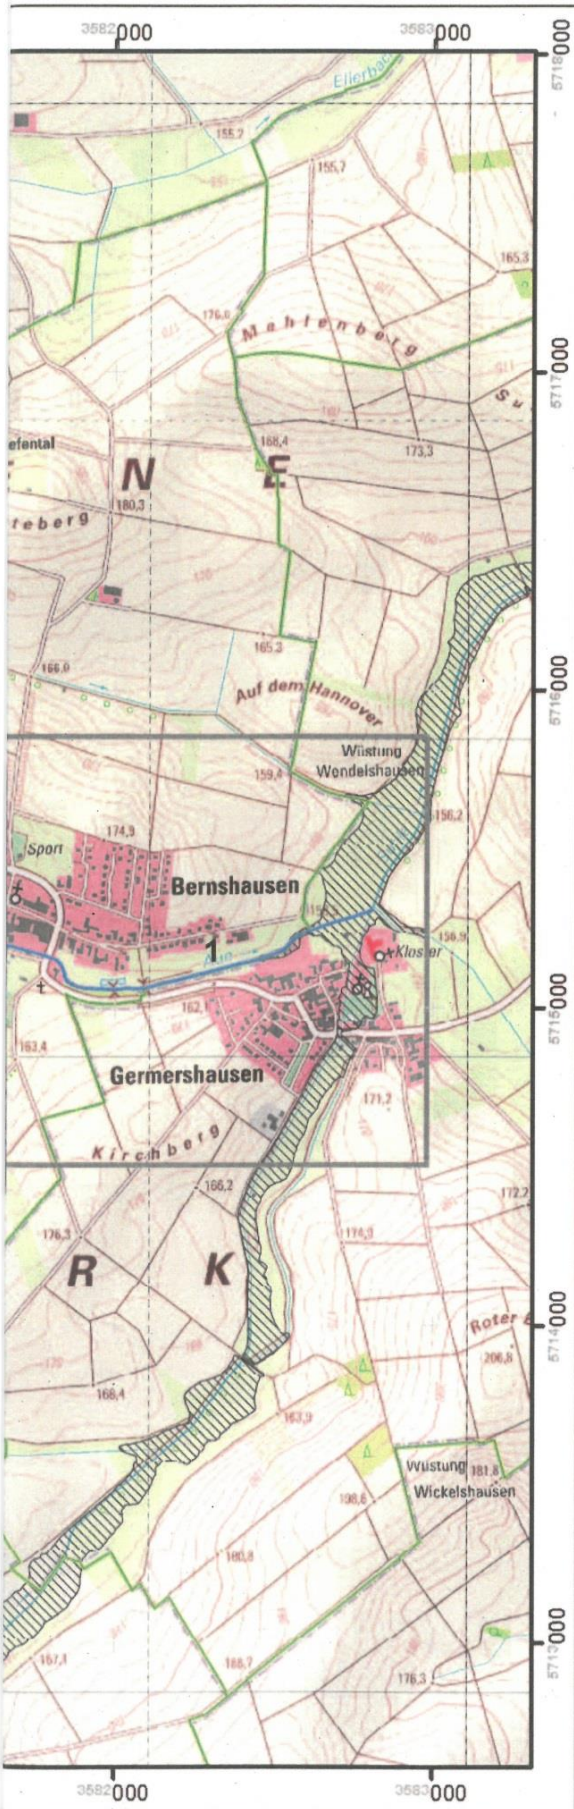 3582000 3583000
5718000
Ellerbach
155,2
155,7
165,3
176,6
Mahlenberg
5717000
Su
efental
168,4
173,3
N E
180,3
teberg
165,3
166,0
5716000
Auf dem Hannover
Wüstung
Wendelshausen
159,4
156,2
174,9
Sport
Bernshausen
1
156,9
Kloster
162,1
5715000
163,4
Germershausen
171,2
Kirchberg
166,2
172,2
176,3
174,9
R K
5714000
Roter
206,8
168,4
163,9
Wüstung
181,8
Wickelshausen
198,6
180,8
5713000
167,1
188,7
176,3
3582000 3583000